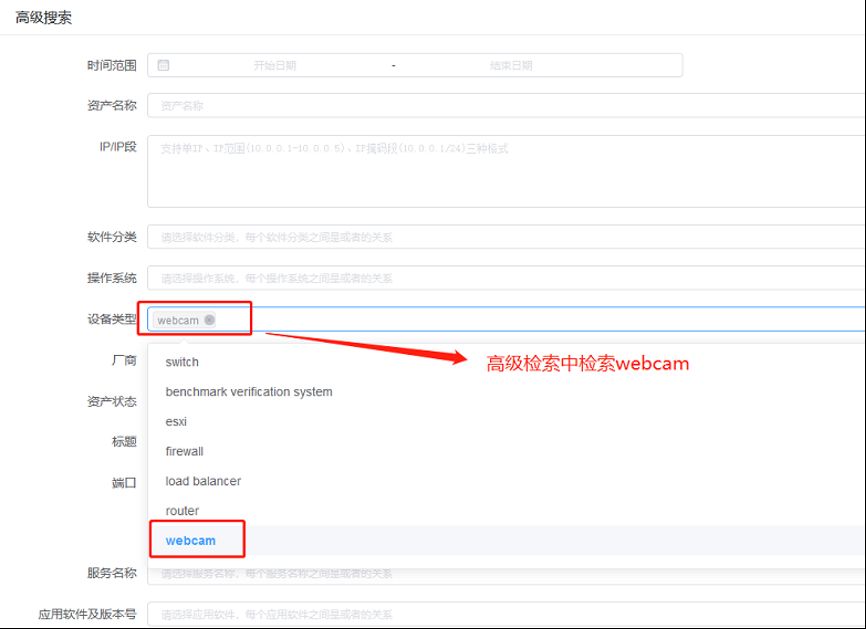 高级搜索
时间范围 开始日期 - 结束日期
资产名称 资产名称
IP/IP段 支持单IP、IP范围(10.0.0.1-10.0.0.5)、IP掩码段(10.0.0.1/24)三种格式
软件分类 请选择软件分类，每个软件分类之间是或者的关系
操作系统 请选择操作系统，每个操作系统之间是或者的关系
设备类型 webcam
厂商 switch
高级检索中检索webcam
benchmark verification system
资产状态
esxi
标题
firewall
端口 load balancer
router
webcam
服务名称 请选择服务名称，每个服务名称之间是或者的关系
应用软件及版本号 请选择应用软件，每个应用软件之间是或者的关系